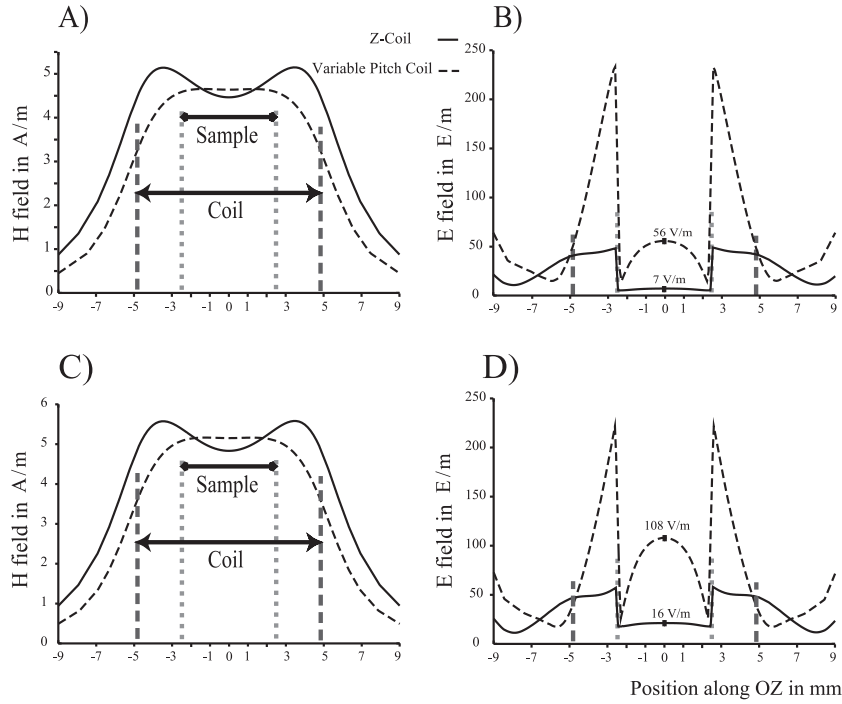 A)
B)
Z-Coil
Variable Pitch Coil
H field in A/m
5
4
3
2
1
0
Sample
Coil
-9 -7 -5 -3 -1 0 1 3 5 7 9
E field in E/m
250
200
150
100
50
0
56 V/m
7 V/m
-9 -7 -5 -3 -1 0 1 3 5 7 9
C)
D)
H field in A/m
6
5
4
3
2
1
0
Sample
Coil
-9 -7 -5 -3 -1 0 1 3 5 7 9
E field in E/m
250
200
150
100
50
0
108 V/m
16 V/m
-9 -7 -5 -3 -1 0 1 3 5 7 9
Position along OZ in mm